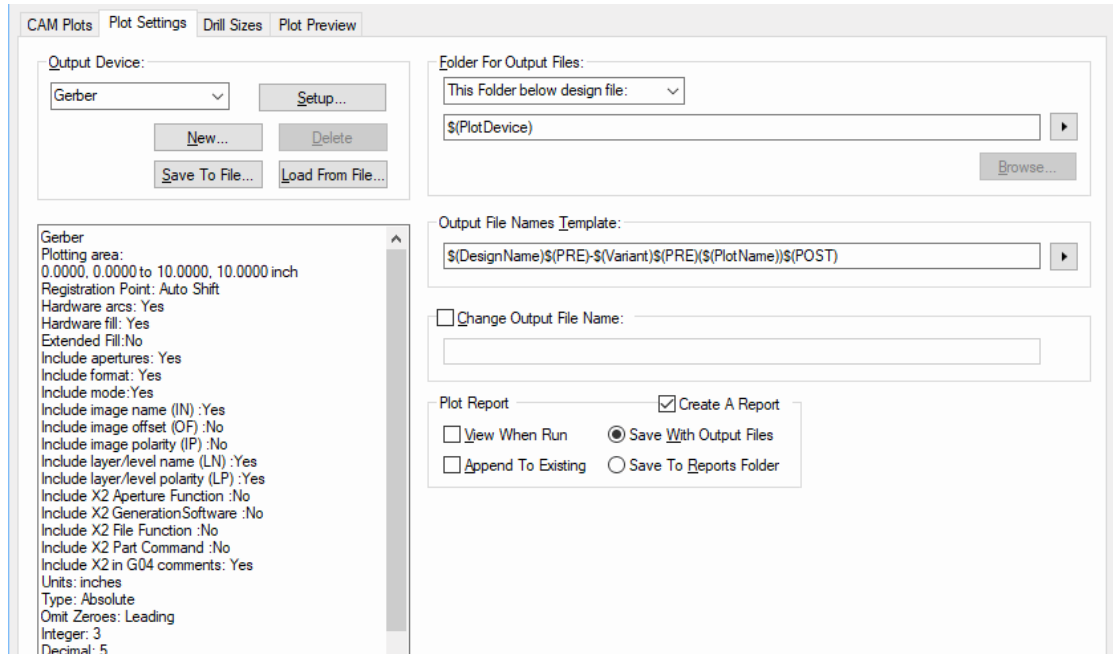 CAM Plots
Plot Settings
Drill Sizes
Plot Preview
Output Device:
Gerber
Setup...
New...
Delete
Save To File...
Load From File...
Gerber
Plotting area:
0.0000, 0.0000 to 10.0000, 10.0000 inch
Registration Point: Auto Shift
Hardware arcs: Yes
Hardware fill: Yes
Extended Fill:No
Include apertures: Yes
Include format: Yes
Include mode:Yes
Include image name (IN) :Yes
Include image offset (OF) :No
Include image polarity (IP) :No
Include layer/level name (LN) :Yes
Include layer/level polarity (LP) :Yes
Include X2 Aperture Function :No
Include X2 GenerationSoftware :No
Include X2 File Function :No
Include X2 Part Command :No
Include X2 in G04 comments: Yes
Units: inches
Type: Absolute
Omit Zeroes: Leading
Integer: 3
Decimal: 5
Folder For Output Files:
This Folder below design file:
$(PlotDevice)
Browse...
Output File Names Template:
$(DesignName)$(PRE)-$(Variant)$(PRE)($(PlotName))$(POST)
Change Output File Name:
Plot Report
Create A Report
View When Run
Save With Output Files
Append To Existing
Save To Reports Folder